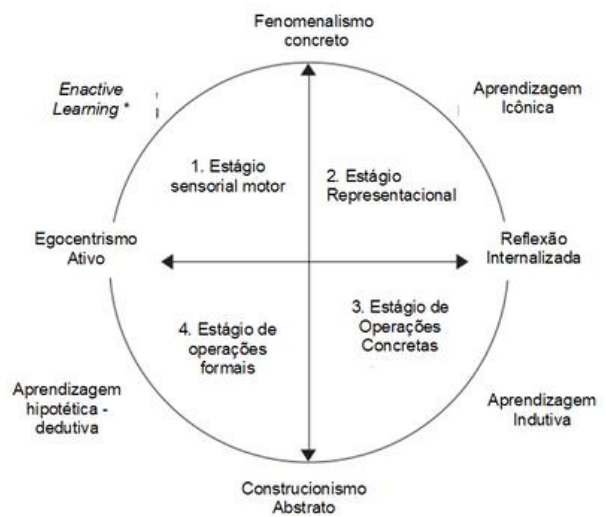 Fenomenalismo
concreto
Enactive
Learning *
Aprendizagem
Icônica
1. Estágio
sensorial motor
2. Estágio
Representacional
Egocentrismo
Ativo
Reflexão
Internalizada
3. Estágio de
Operações
Concretas
4. Estágio de
operações
formais
Aprendizagem
hipotética -
dedutiva
Aprendizagem
Indutiva
Construcionismo
Abstrato